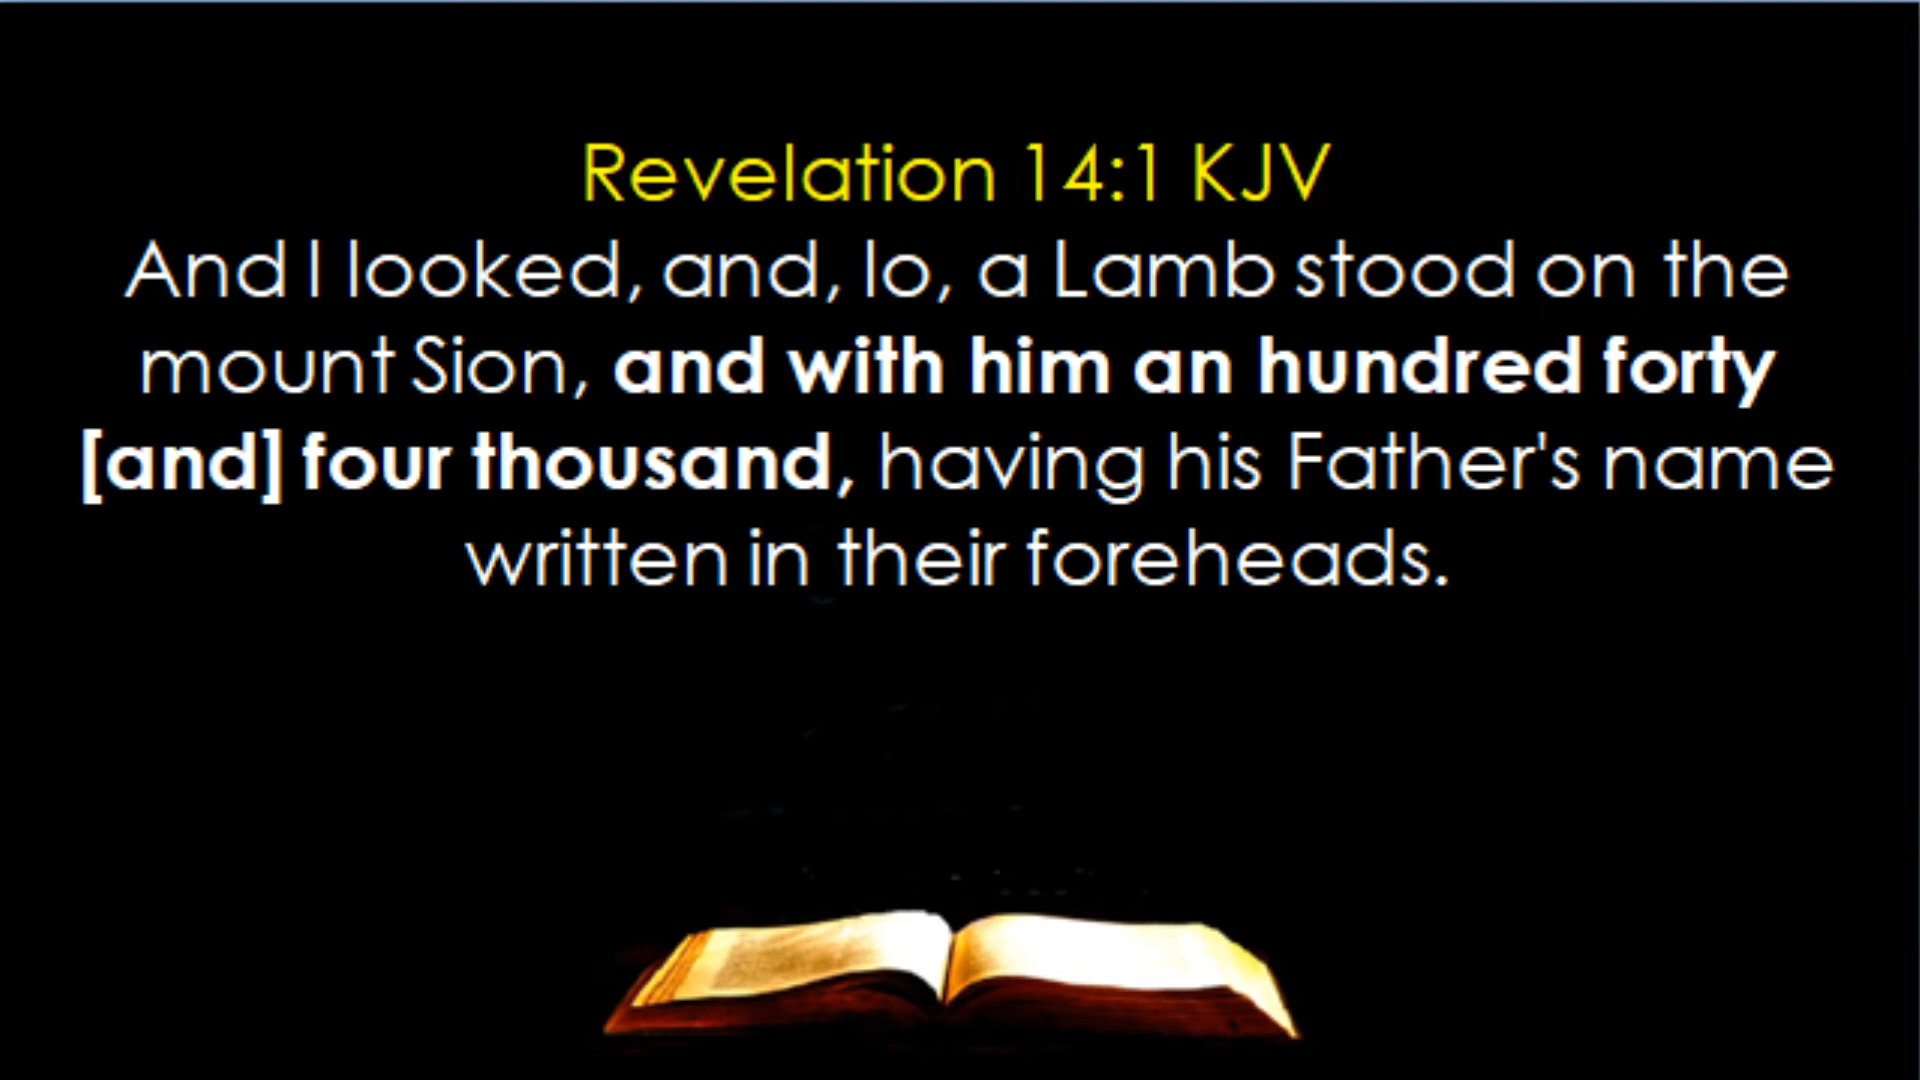 Revelation 14:1 KJV
And I looked, and, lo, a Lamb stood on the
mount Sion, and with him an hundred forty
[and] four thousand, having his Father's name
written in their foreheads.